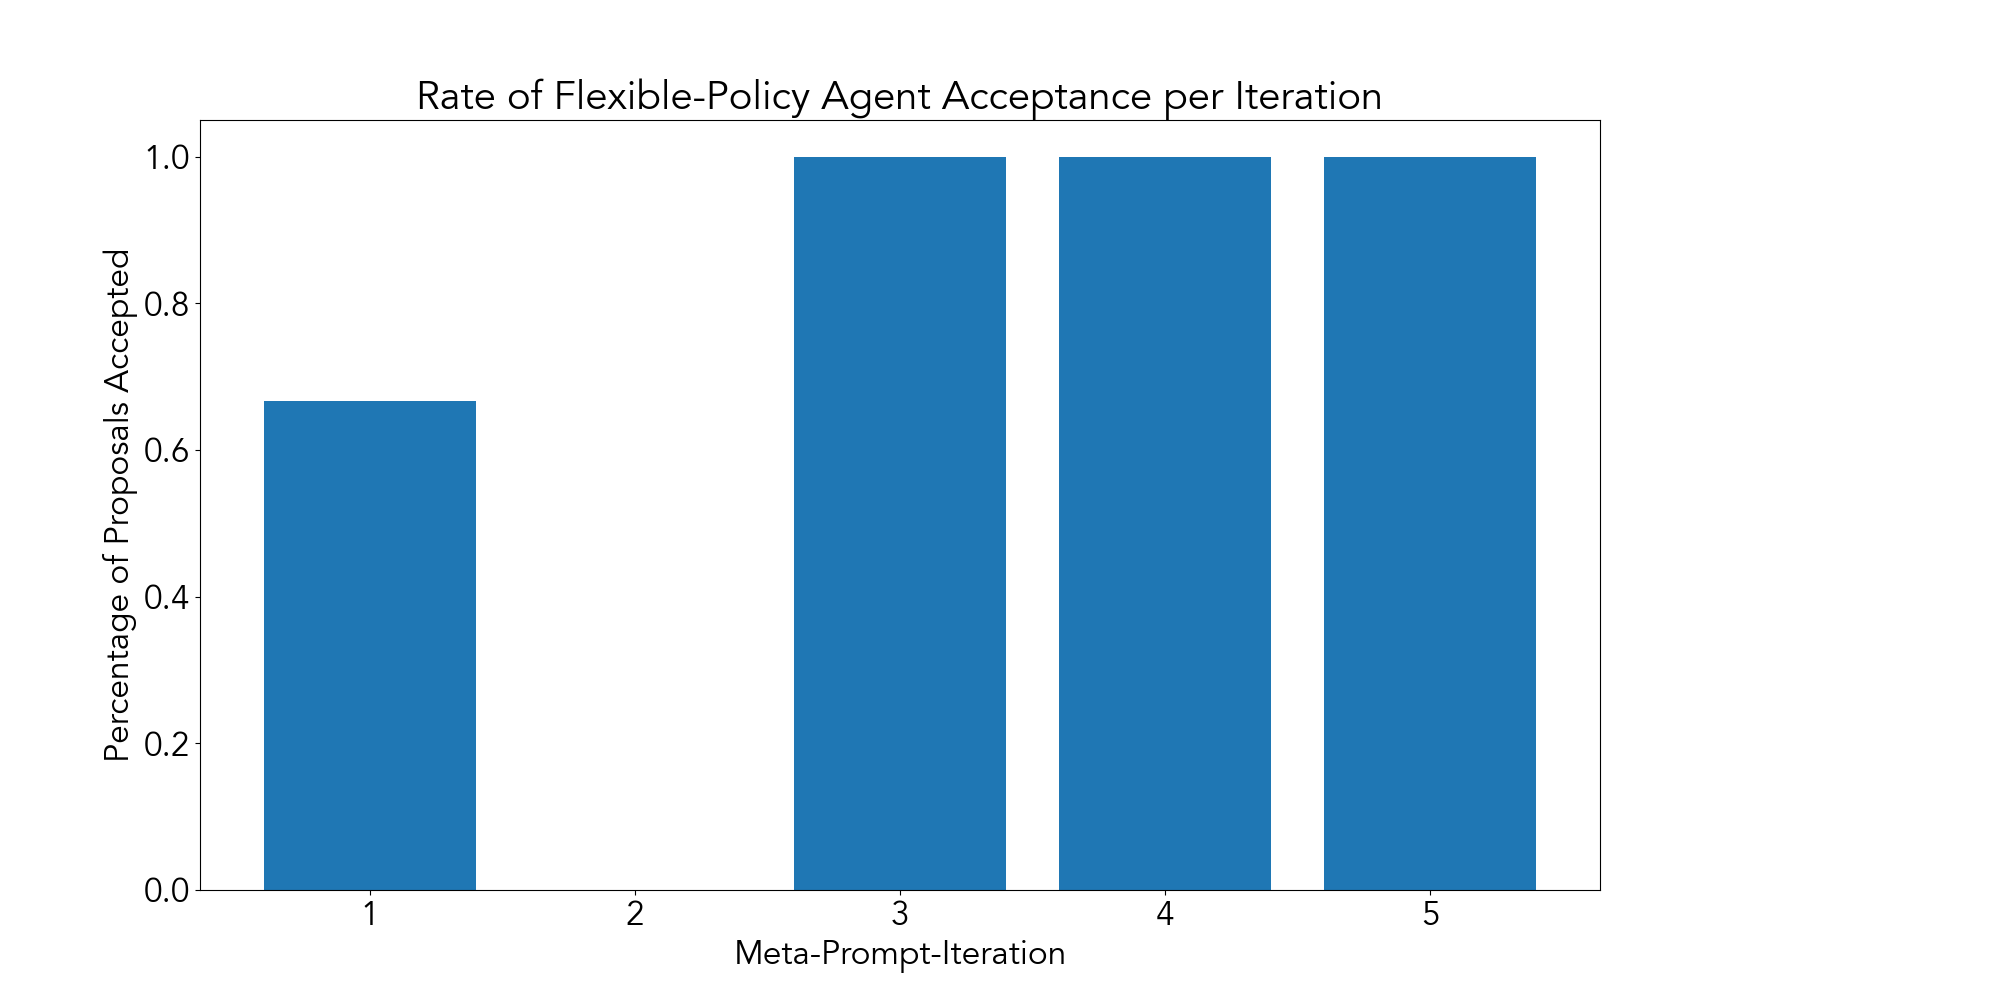 Rate of Flexible-Policy Agent Acceptance per Iteration
Percentage of Proposals Accepted
1.0
0.8
0.6
0.4
0.2
0.0
1 2 3 4 5
Meta-Prompt-Iteration